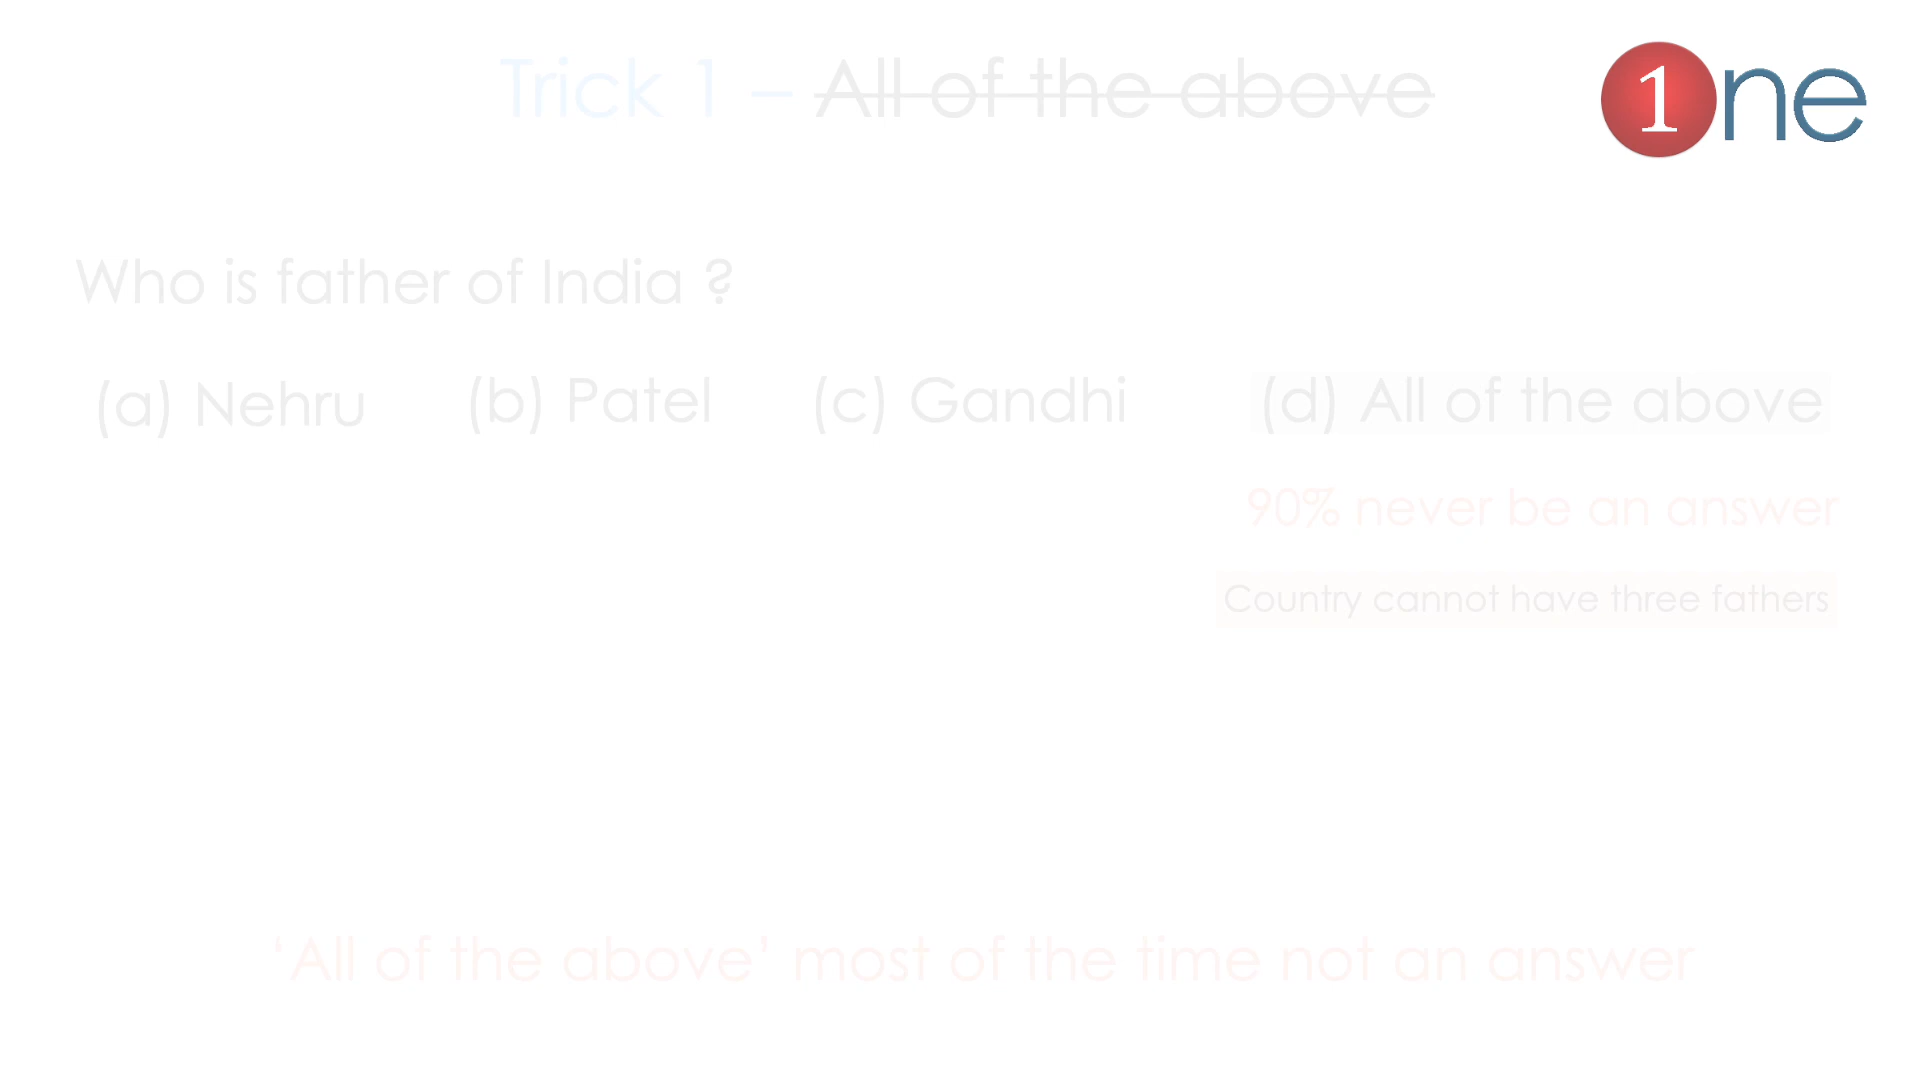 Trick 1 – All of the above
1ne
Who is father of India ?
(a) Nehru (b) Patel (c) Gandhi (d) All of the above
90% never be an answer
Country cannot have three fathers
‘All of the above’ most of the time not an answer